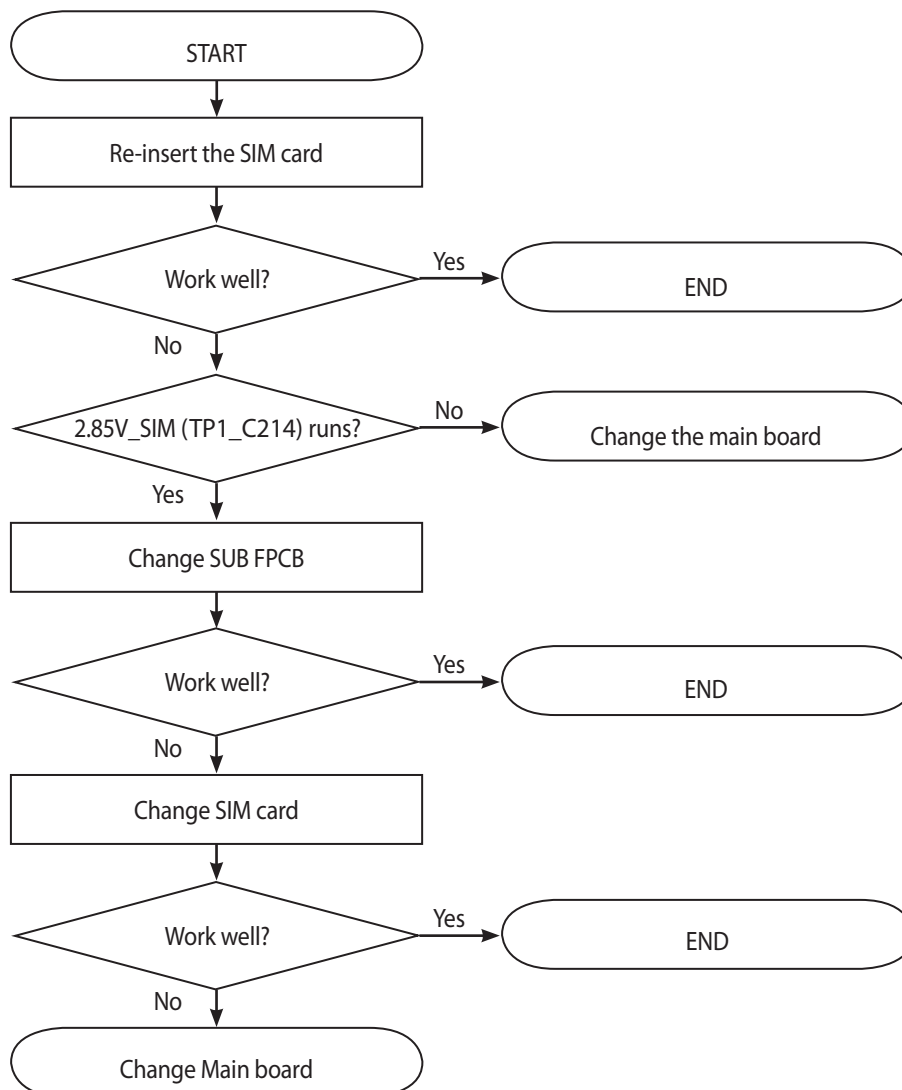 START
Re-insert the SIM card
Work well?
Yes
END
No
2.85V_SIM (TP1_C214) runs?
No
Change the main board
Yes
Change SUB FPCB
Work well?
Yes
END
No
Change SIM card
Work well?
Yes
END
No
Change Main board